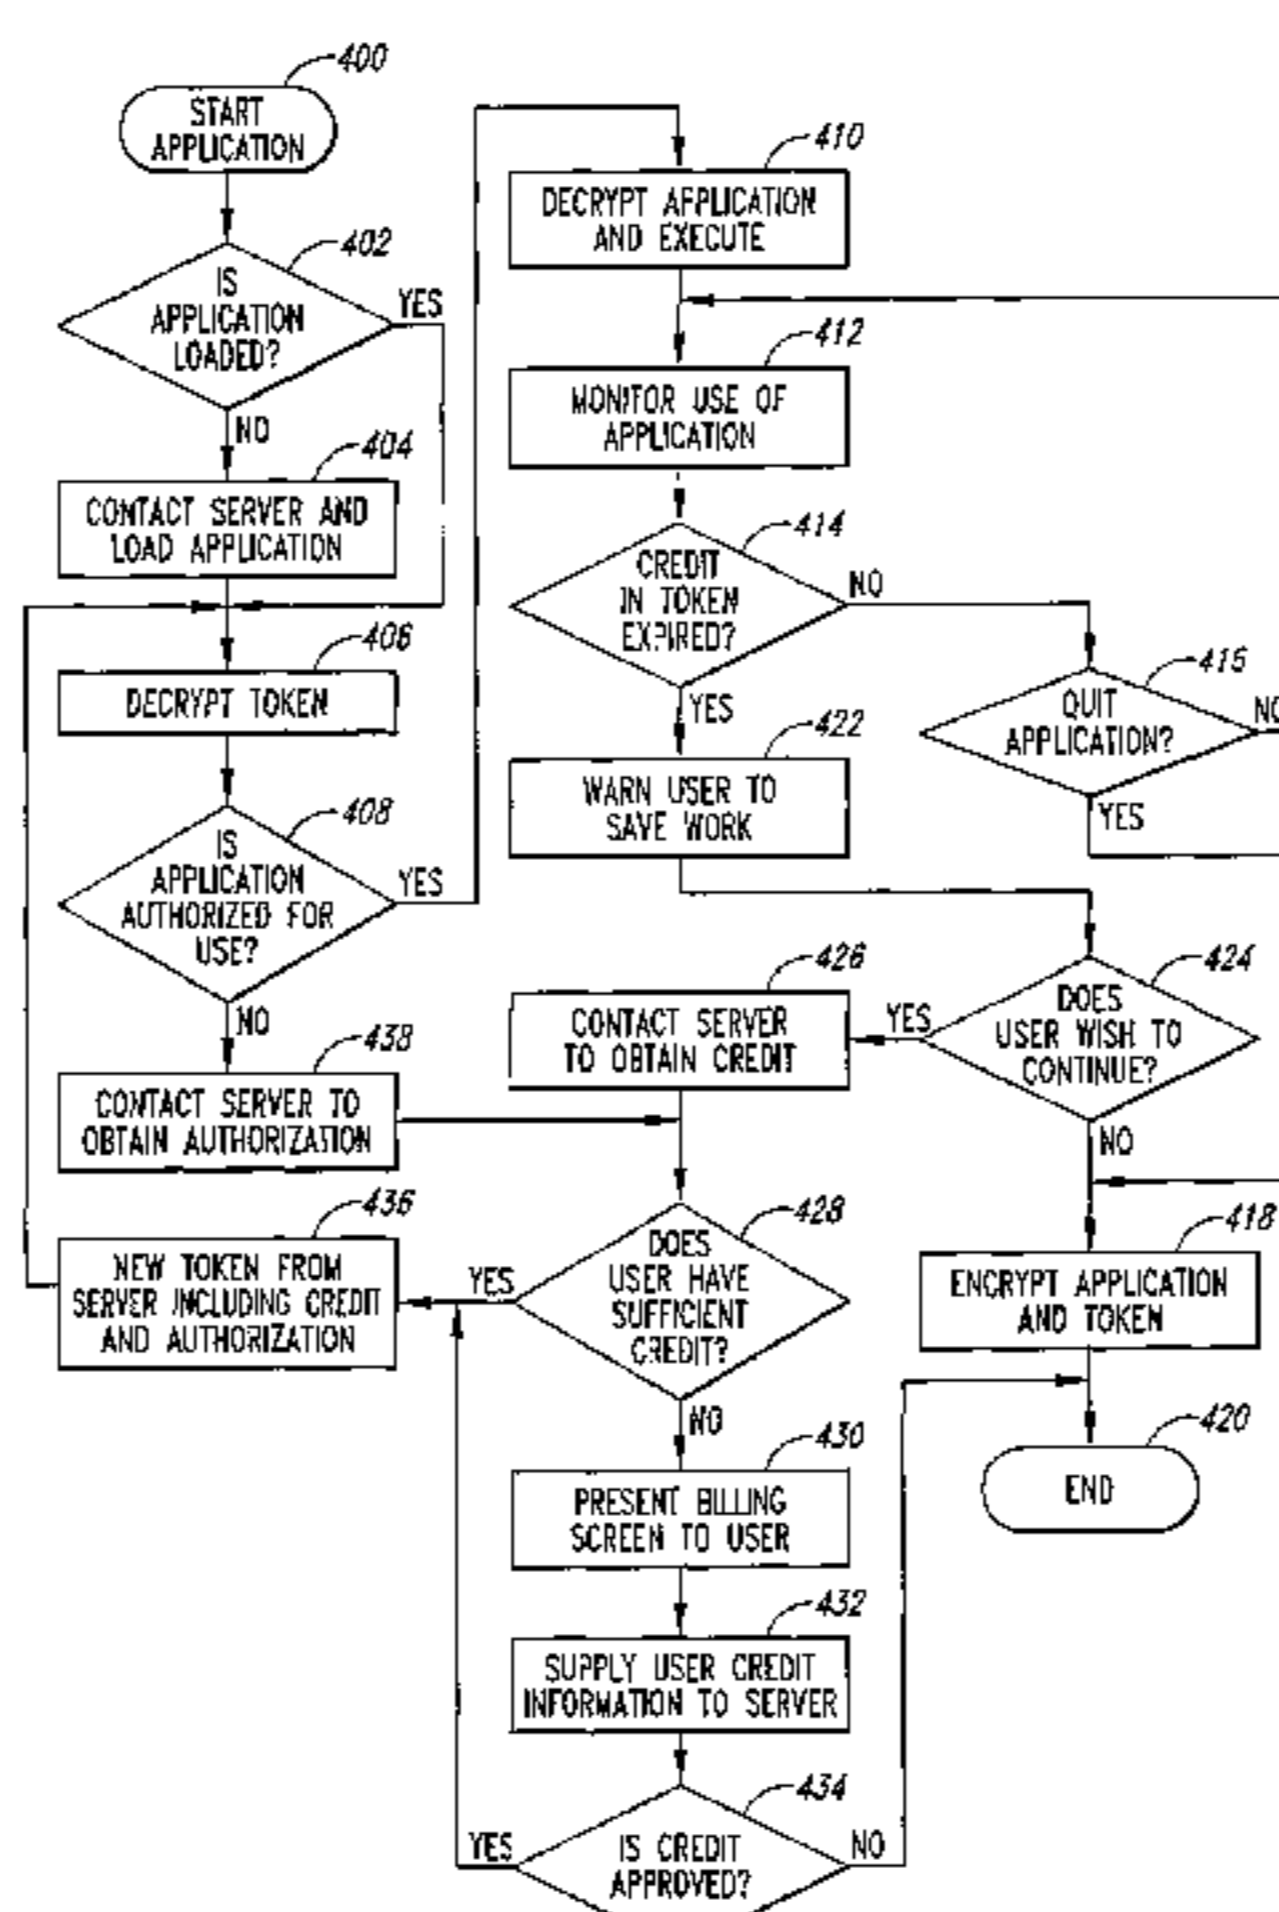 400
START
APPLICATION
402
IS
APPLICATION
LOADED?
YES
NO
404
CONTACT SERVER AND
LOAD APPLICATION
406
DECRYPT TOKEN
408
IS
APPLICATION
AUTHORIZED FOR
USE?
YES
NO
438
CONTACT SERVER TO
OBTAIN AUTHORIZATION
436
NEW TOKEN FROM
SERVER INCLUDING CREDIT
AND AUTHORIZATION
410
DECRYPT APPLICATION
AND EXECUTE
412
MONITOR USE OF
APPLICATION
414
CREDIT
IN TOKEN
EXPIRED?
NO
YES
416
QUIT
APPLICATION?
NO
YES
422
WARN USER TO
SAVE WORK
424
DOES
USER WISH TO
CONTINUE?
YES
NO
426
CONTACT SERVER
TO OBTAIN CREDIT
428
DOES
USER HAVE
SUFFICIENT
CREDIT?
YES
NO
418
ENCRYPT APPLICATION
AND TOKEN
420
END
430
PRESENT BILLING
SCREEN TO USER
432
SUPPLY USER CREDIT
INFORMATION TO SERVER
434
IS CREDIT
APPROVED?
YES
NO